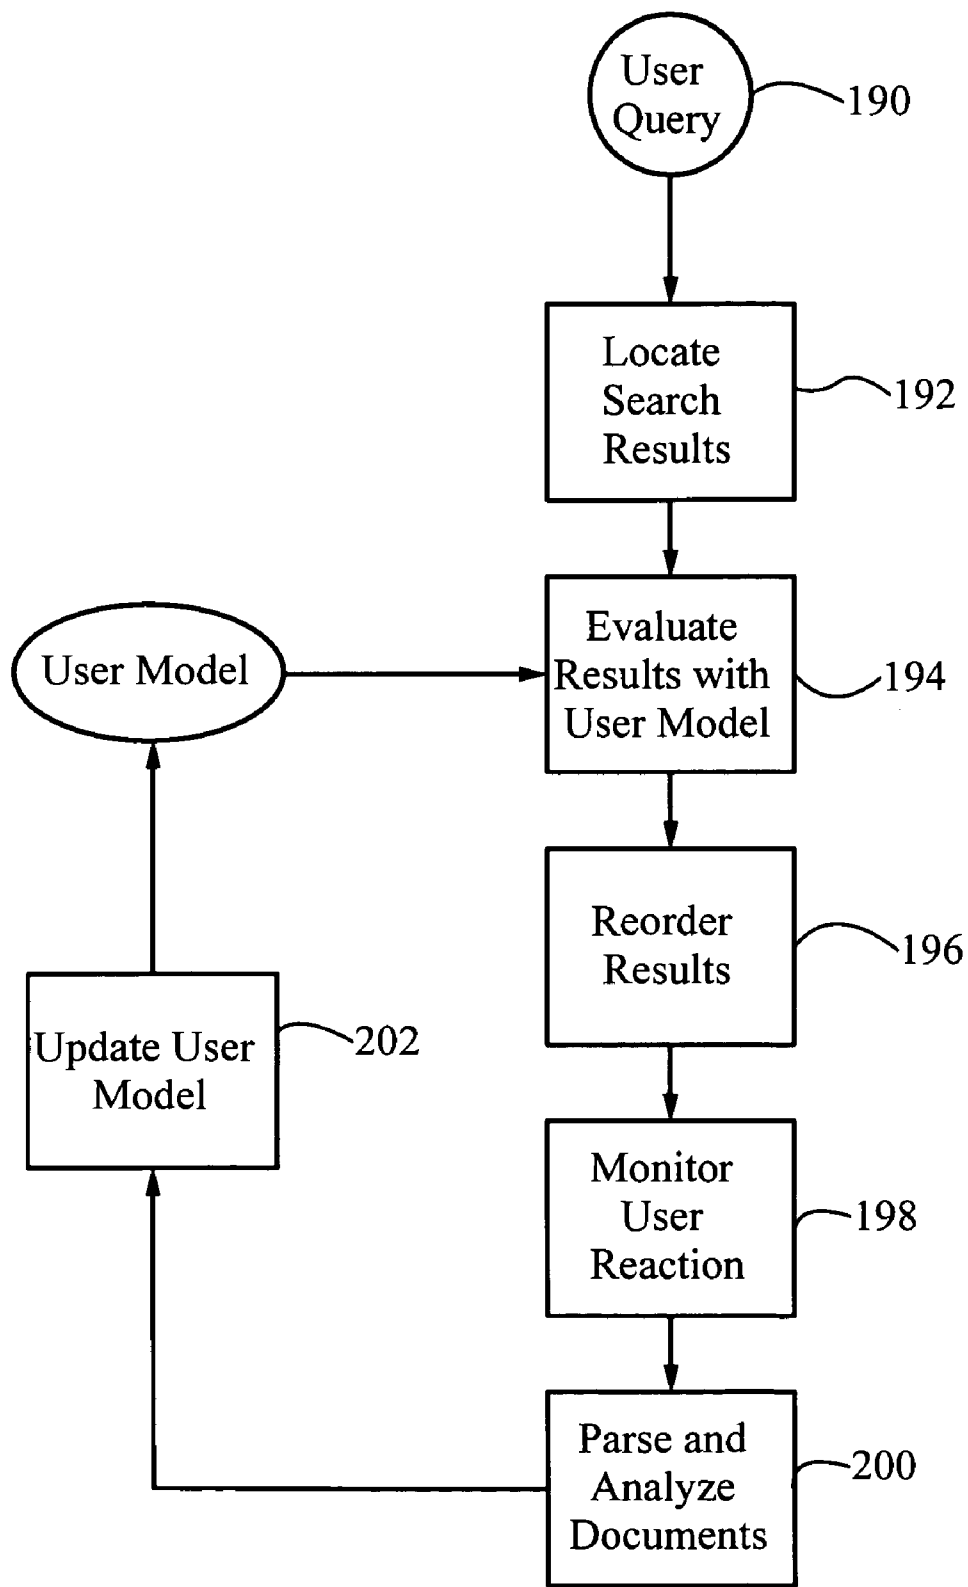 User
Query
190
Locate
Search
Results
192
Evaluate
Results with
User Model
194
User Model
Reorder
Results
196
Update User
Model
202
Monitor
User
Reaction
198
Parse and
Analyze
Documents
200